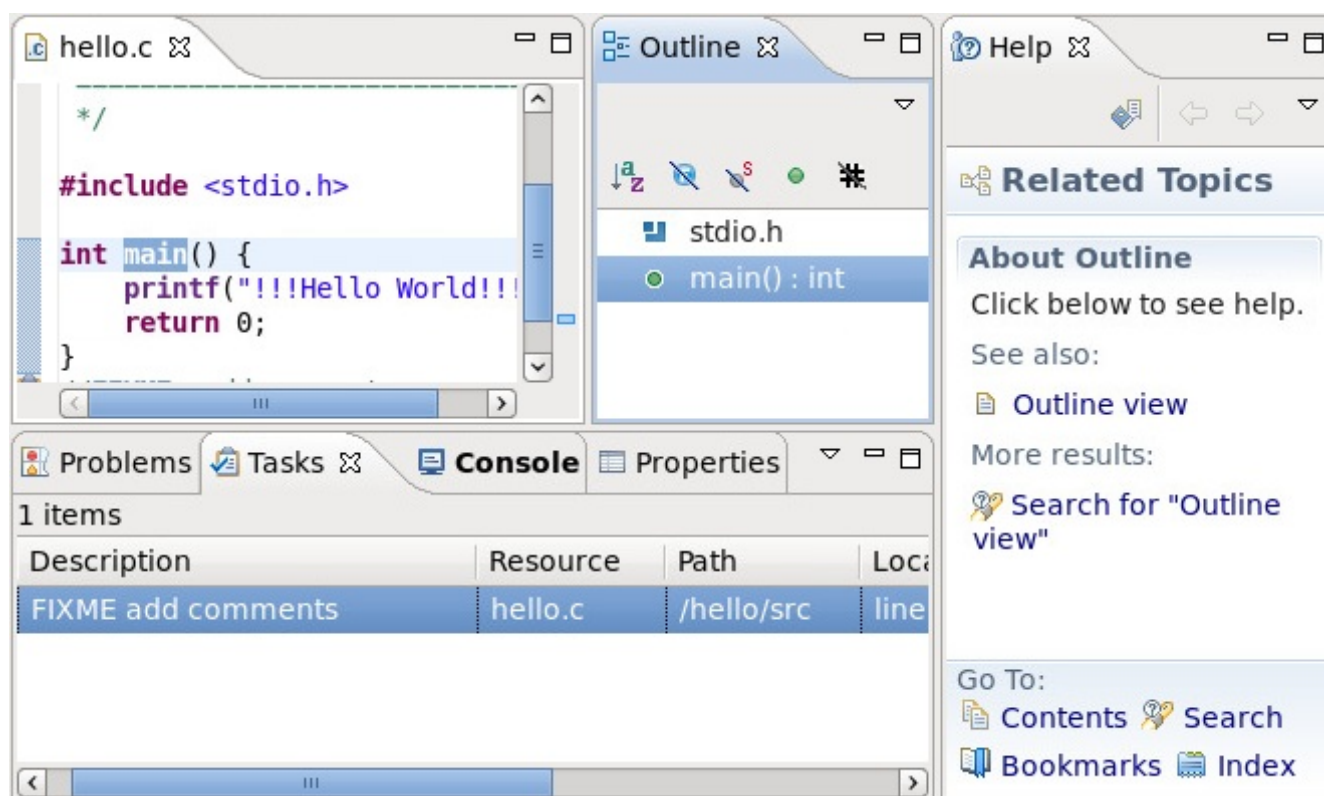 hello.c
*/
#include <stdio.h>
int main() {
printf("!!!Hello World!!!
return 0;
}
Outline
stdio.h
main() : int
Help
Related Topics
About Outline
Click below to see help.
See also:
Outline view
More results:
Search for "Outline
view"
Go To:
Contents Search
Bookmarks Index
Problems Tasks Console Properties
1 items
Description Resource Path
FIXME add comments hello.c /hello/src line